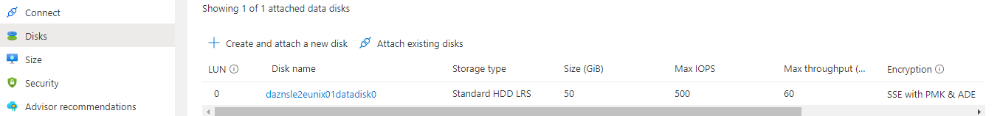 Connect
Disks
Size
Security
Advisor recommendations
Showing 1 of 1 attached data disks
Create and attach a new disk Attach existing disks
LUN Disk name Storage type Size (GiB) Max IOPS Max throughput (... Encryption
0 daznsle2eunix01datadisk0 Standard HDD LRS 50 500 60 SSE with PMK & ADE